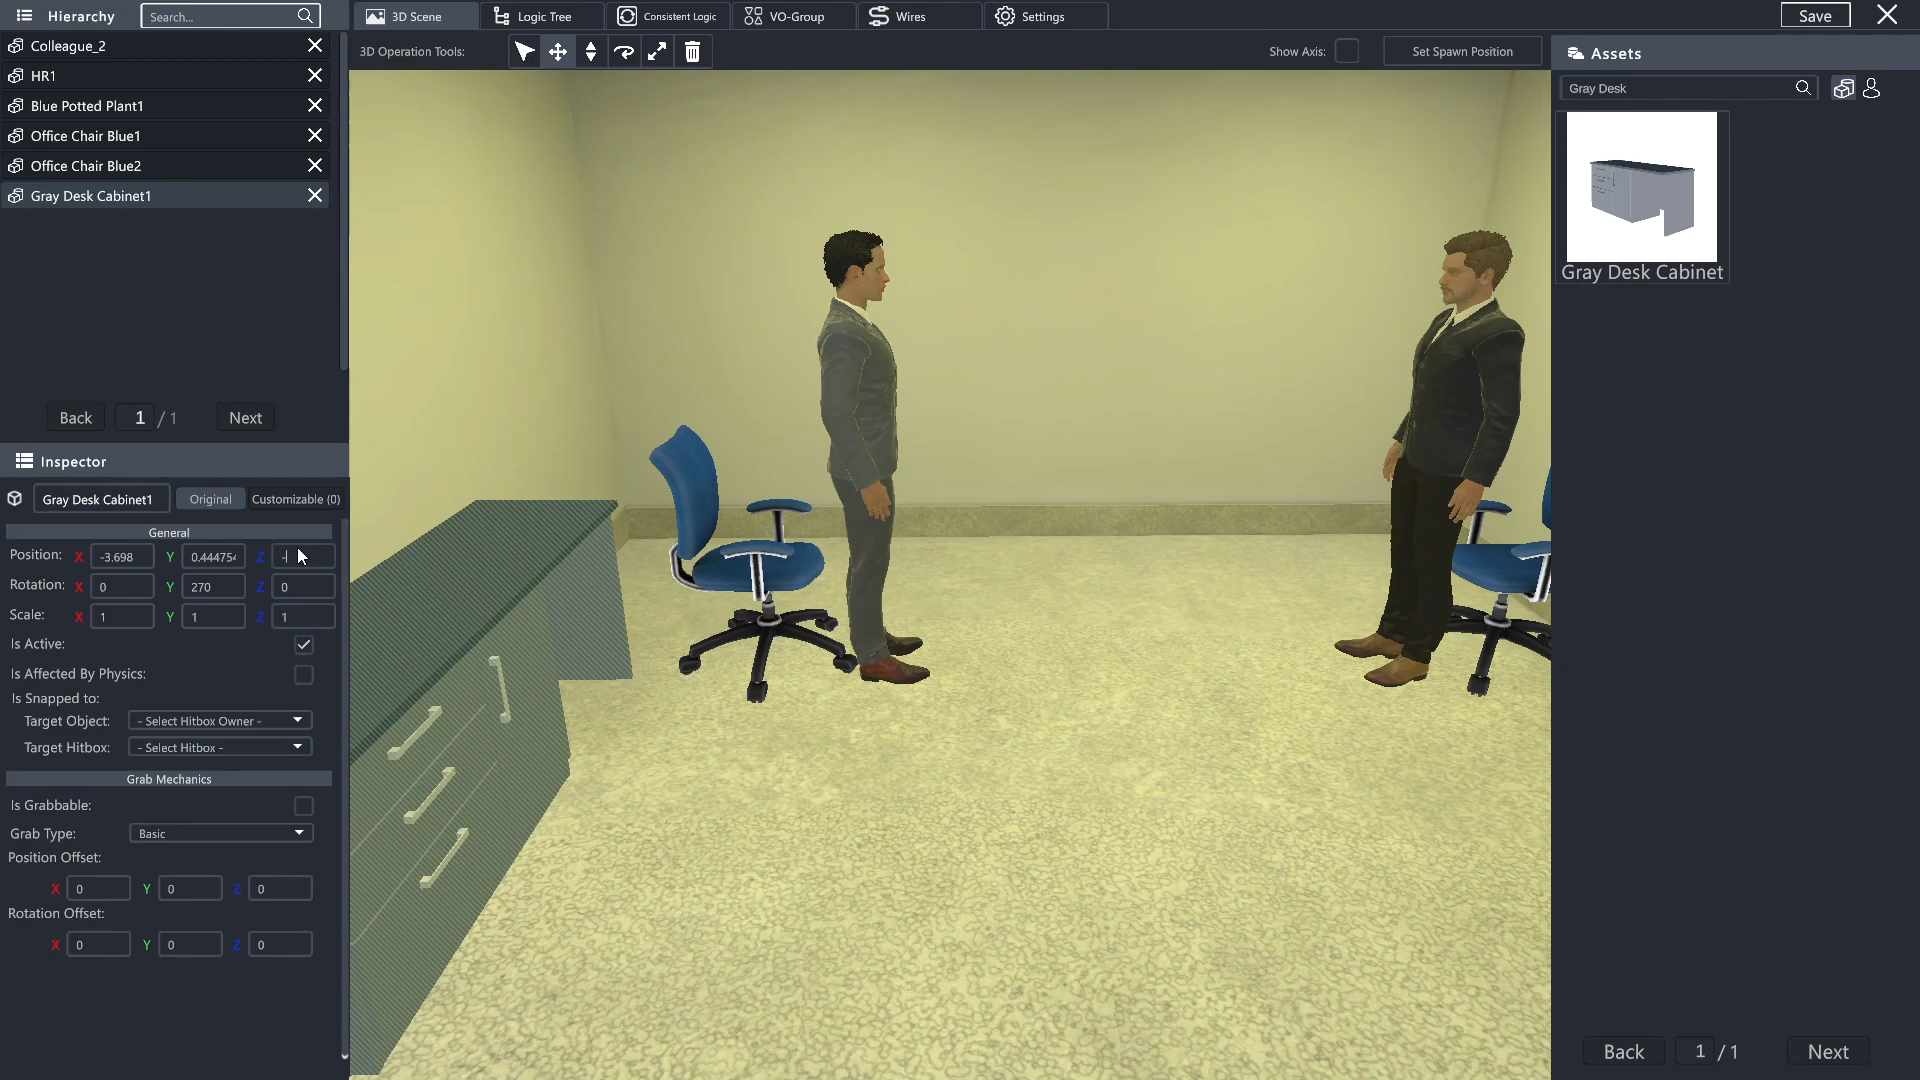 Hierarchy
Search...
3D Scene
Logic Tree
Consistent Logic
VO-Group
Wires
Settings
Save
Colleague_2
HR1
Blue Potted Plant1
Office Chair Blue1
Office Chair Blue2
Gray Desk Cabinet1
Back 1 / 1 Next
3D Operation Tools:
Show Axis:
Set Spawn Position
Assets
Gray Desk
Gray Desk Cabinet
Inspector
Gray Desk Cabinet1 Original Customizable (0)
General
Position: X -3.698 Y 0.444754 Z -
Rotation: X 0 Y 270 Z 0
Scale: X 1 Y 1 Z 1
Is Active:
Is Affected By Physics:
Is Snapped to:
Target Object: - Select Hitbox Owner -
Target Hitbox: - Select Hitbox -
Grab Mechanics
Is Grabbable:
Grab Type: Basic
Position Offset:
X 0 Y 0 Z 0
Rotation Offset:
X 0 Y 0 Z 0
Back 1 / 1 Next